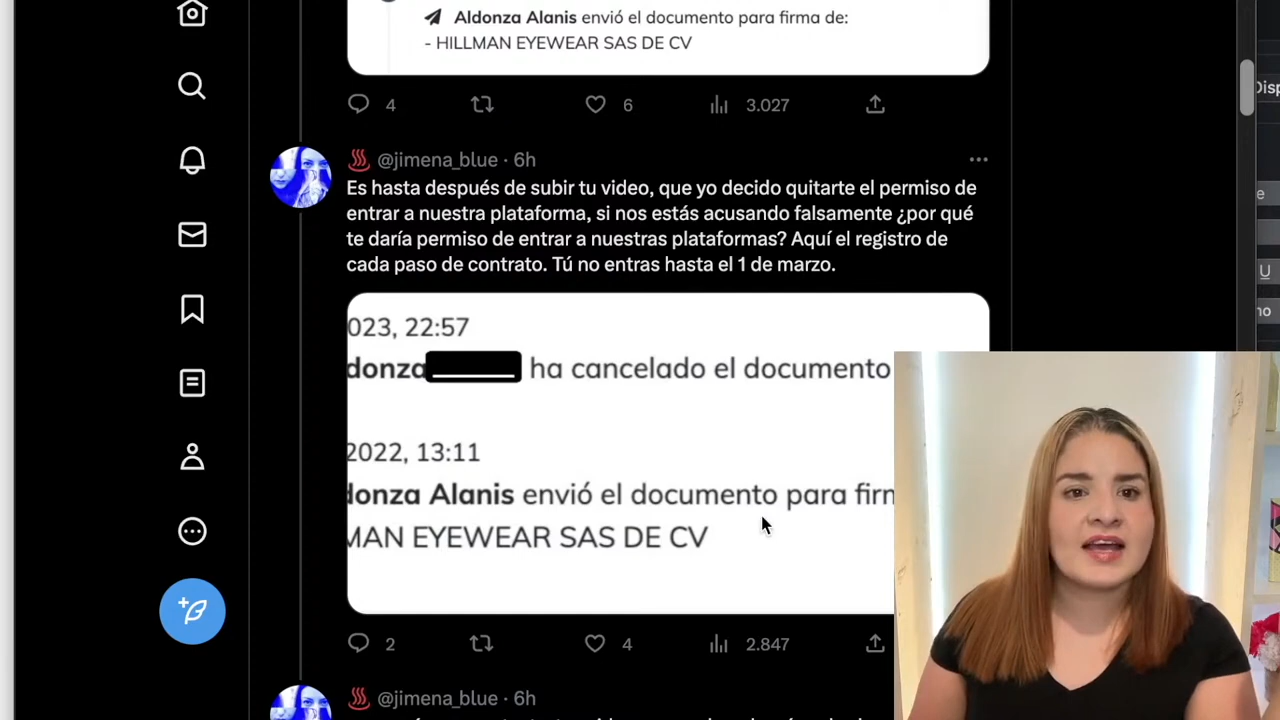 Aldonza Alanis envió el documento para firma de:
- HILLMAN EYEWEAR SAS DE CV
4 6 3.027
@jimena_blue · 6h
Es hasta después de subir tu video, que yo decido quitarte el permiso de
entrar a nuestra plataforma, si nos estás acusando falsamente ¿por qué
te daría permiso de entrar a nuestras plataformas? Aquí el registro de
cada paso de contrato. Tú no entras hasta el 1 de marzo.
023, 22:57
donza ha cancelado el documento
2022, 13:11
donza Alanis envió el documento para firm
MAN EYEWEAR SAS DE CV
2 4 2.847
@jimena_blue · 6h